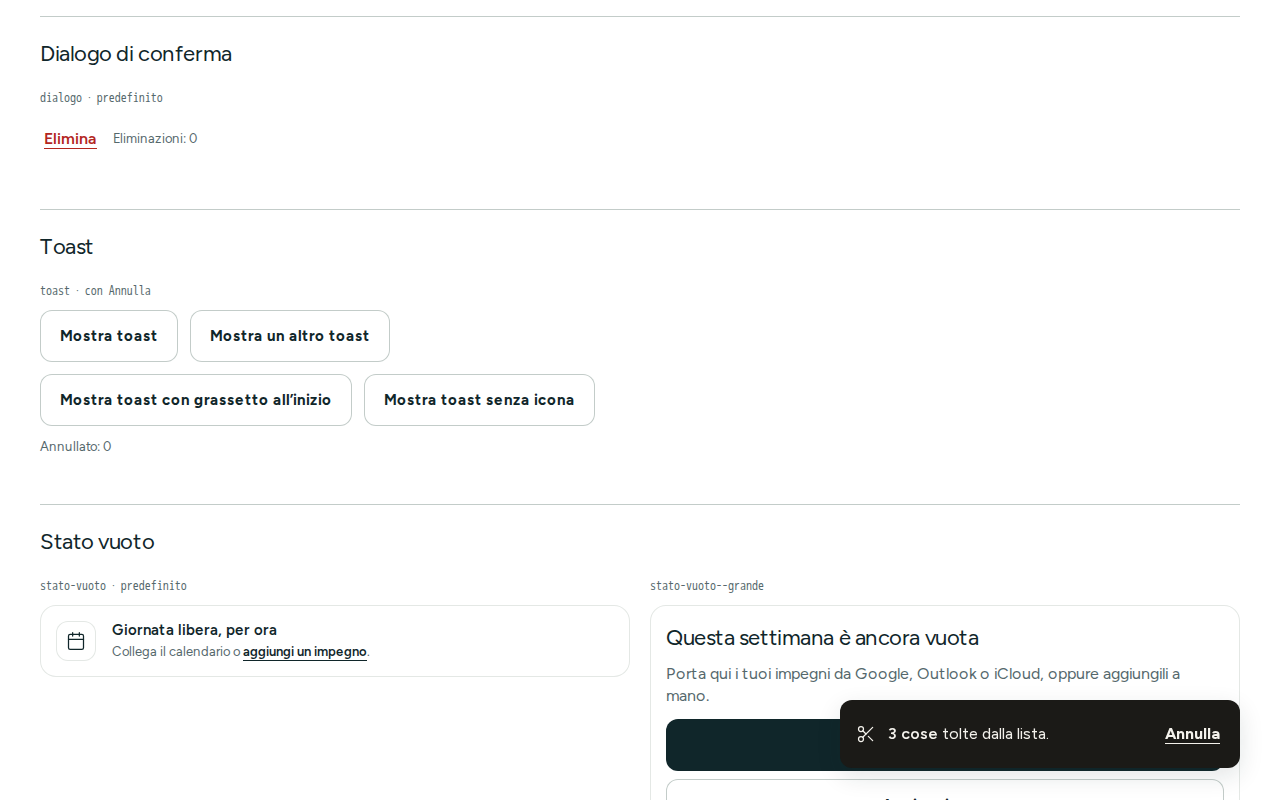 Dialogo di conferma
dialogo · predefinito
Elimina Eliminazioni: 0
Toast
toast · con Annulla
Mostra toast Mostra un altro toast
Mostra toast con grassetto all’inizio Mostra toast senza icona
Annullato: 0
Stato vuoto
stato-vuoto · predefinito
Giornata libera, per ora
Collega il calendario o aggiungi un impegno.
stato-vuoto--grande
Questa settimana è ancora vuota
Porta qui i tuoi impegni da Google, Outlook o iCloud, oppure aggiungili a
mano.
3 cose tolte dalla lista. Annulla